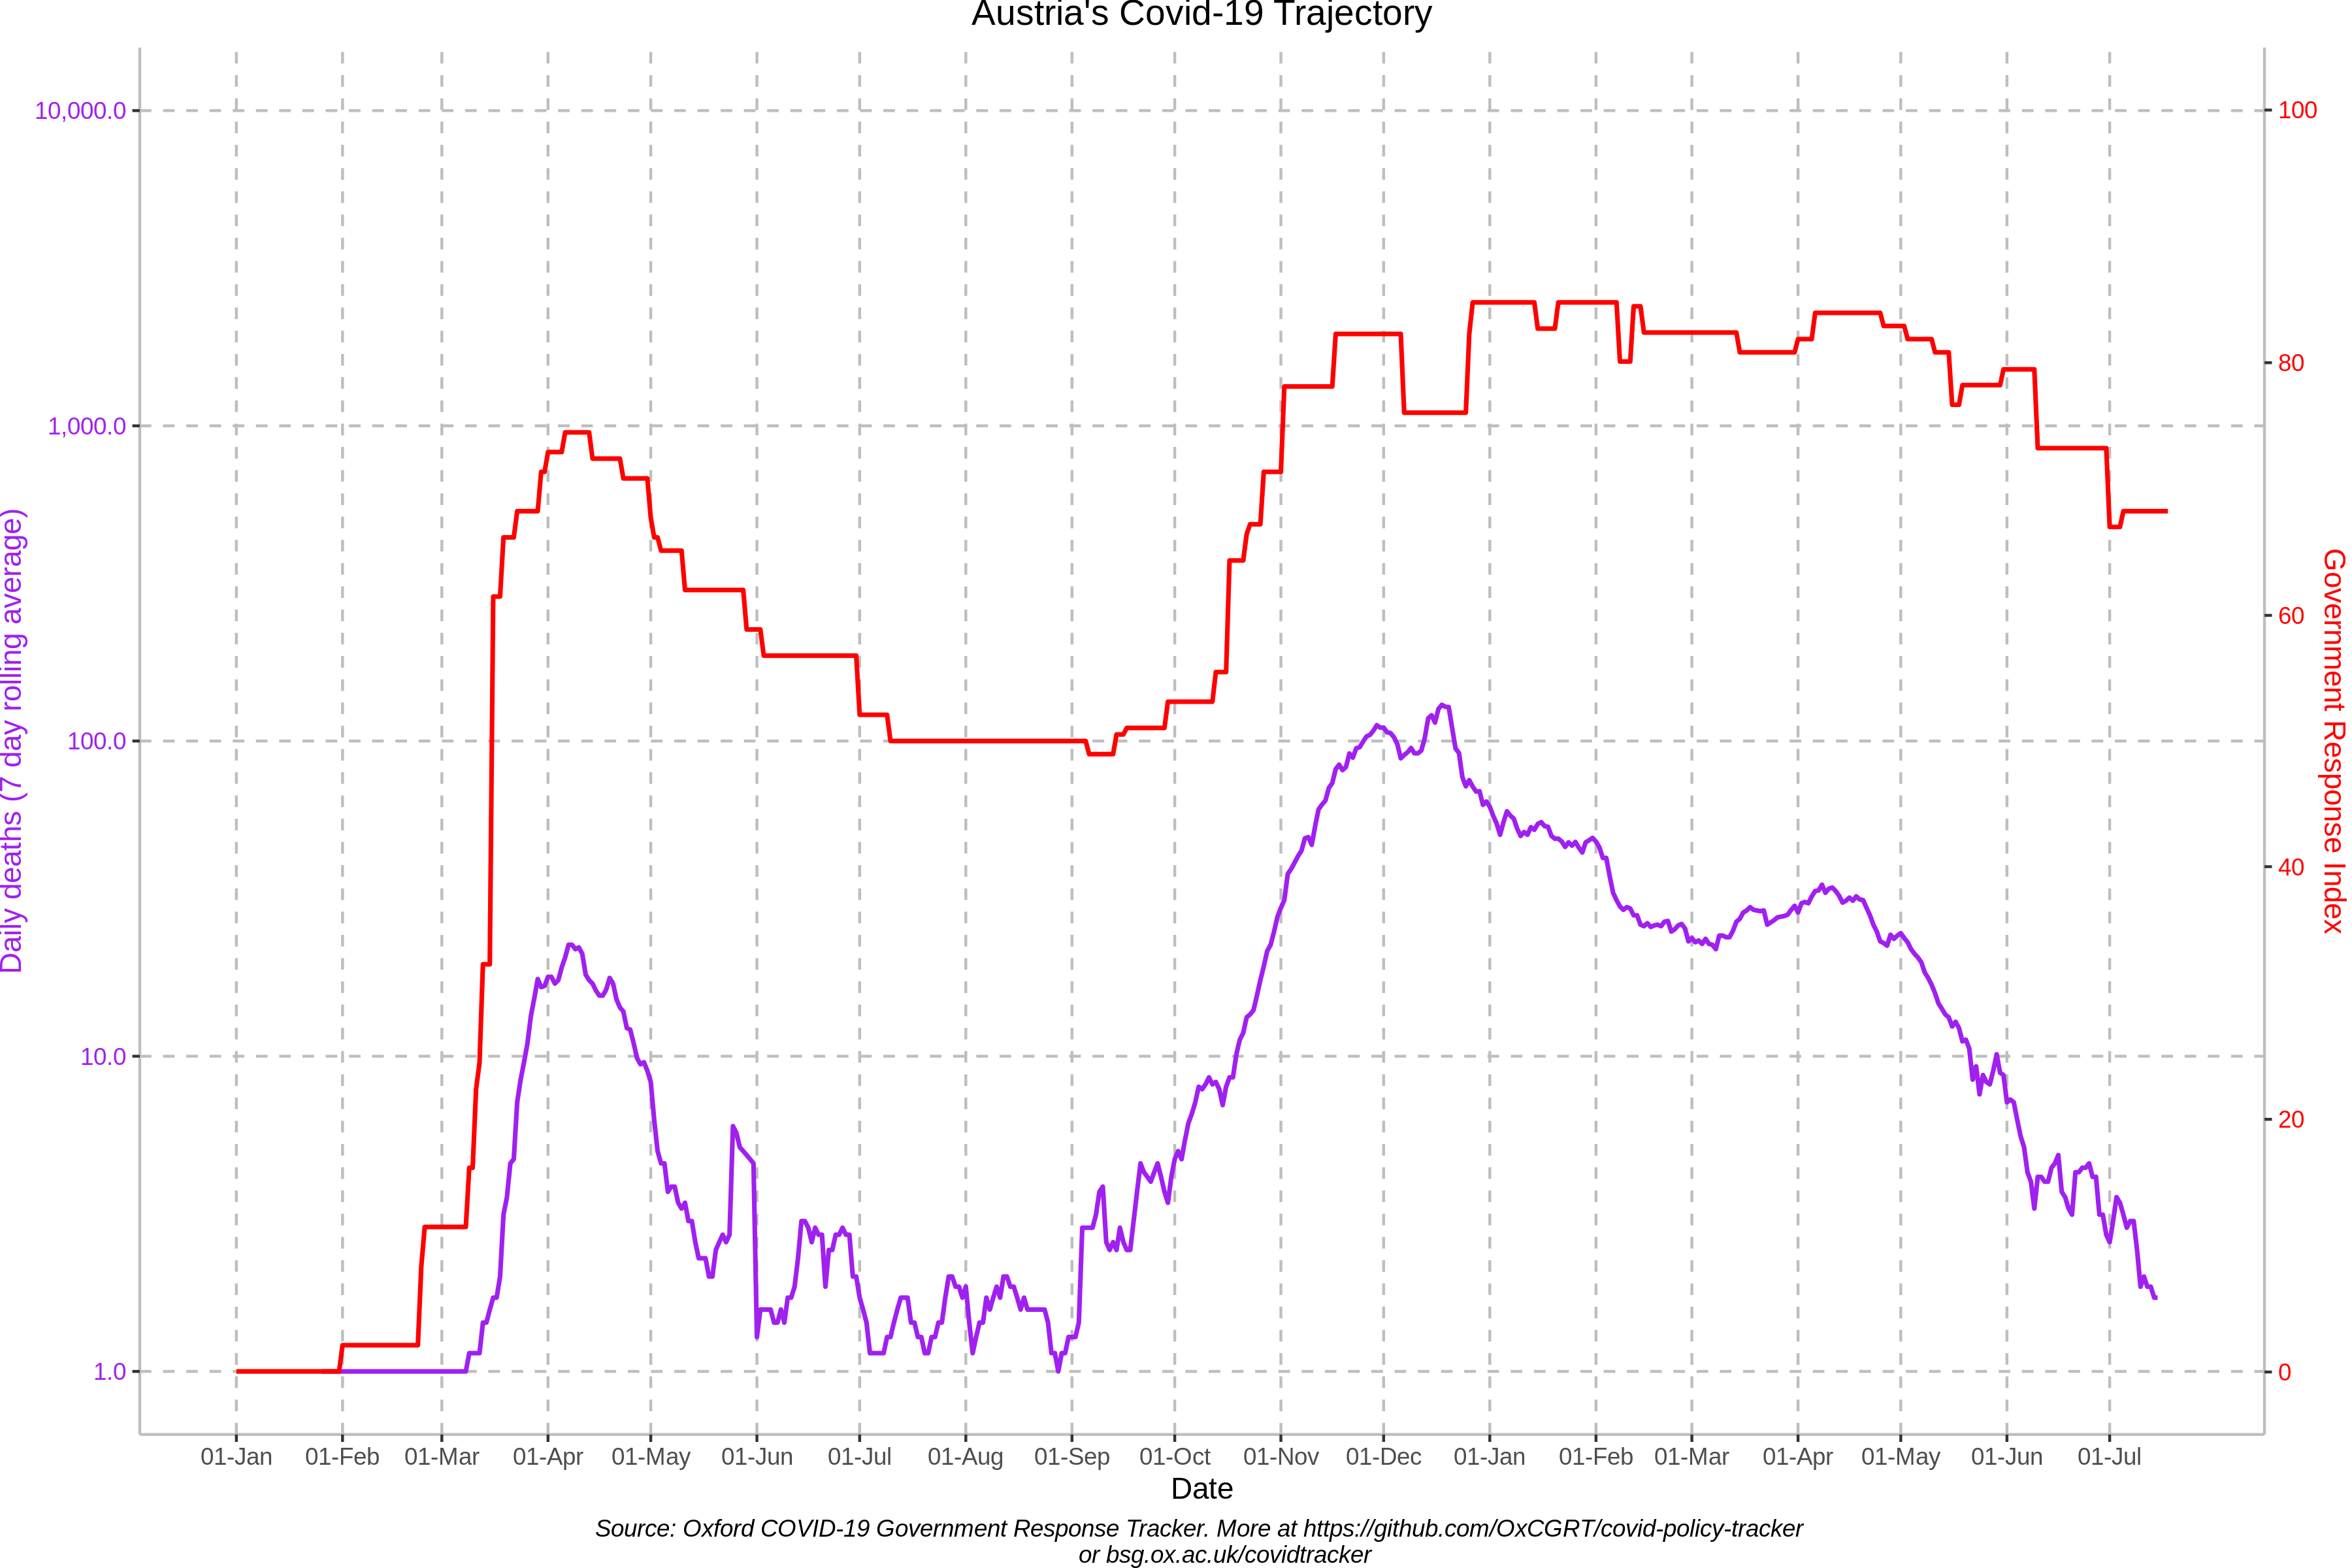 Austria's Covid-19 Trajectory
10,000.0
1,000.0
100.0
10.0
1.0
Daily deaths (7 day rolling average)
100
80
60
40
20
0
Government Response Index
01-Jan 01-Feb 01-Mar 01-Apr 01-May 01-Jun 01-Jul 01-Aug 01-Sep 01-Oct 01-Nov 01-Dec 01-Jan 01-Feb 01-Mar 01-Apr 01-May 01-Jun 01-Jul
Date
Source: Oxford COVID-19 Government Response Tracker. More at https://github.com/OxCGRT/covid-policy-tracker
or bsg.ox.ac.uk/covidtracker